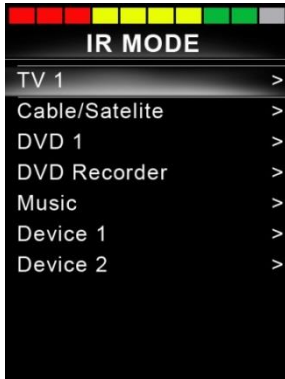 IR MODE
TV 1 >
Cable/Satelite >
DVD 1 >
DVD Recorder >
Music >
Device 1 >
Device 2 >